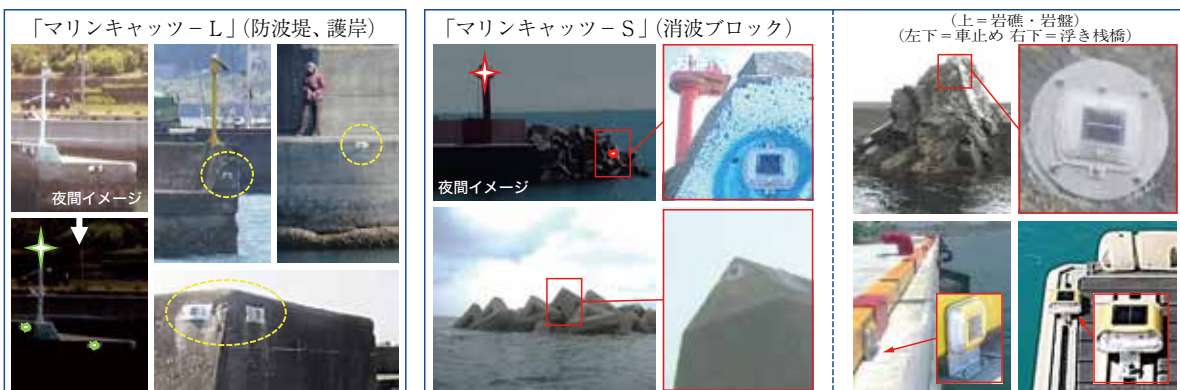 「マリンキャッツ－L」(防波堤、護岸)
夜間イメージ
「マリンキャッツ－S」(消波ブロック)
夜間イメージ
(上＝岩礁・岩盤)
(左下＝車止め 右下＝浮き桟橋)